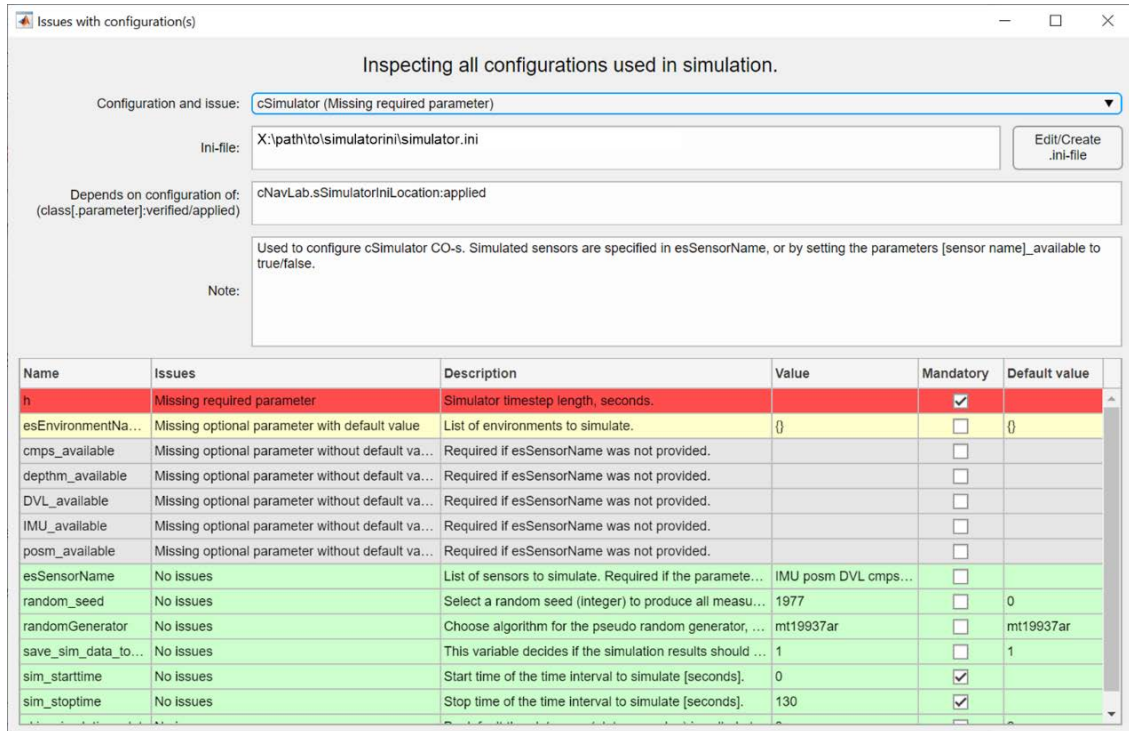 Issues with configuration(s)
Inspecting all configurations used in simulation.
Configuration and issue: cSimulator (Missing required parameter)
Ini-file: X:\path\to\simulatorini\simulator.ini
Edit/Create
.ini-file
Depends on configuration of:
(class[.parameter]:verified/applied)
cNavLab.sSimulatorIniLocation:applied
Note:
Used to configure cSimulator CO-s. Simulated sensors are specified in esSensorName, or by setting the parameters [sensor name]_available to
true/false.
Name Issues Description Value Mandatory Default value
h Missing required parameter Simulator timestep length, seconds.
esEnvironmentNa... Missing optional parameter with default value List of environments to simulate. {} {}
cmps_available Missing optional parameter without default va... Required if esSensorName was not provided.
depthm_available Missing optional parameter without default va... Required if esSensorName was not provided.
DVL_available Missing optional parameter without default va... Required if esSensorName was not provided.
IMU_available Missing optional parameter without default va... Required if esSensorName was not provided.
posm_available Missing optional parameter without default va... Required if esSensorName was not provided.
esSensorName No issues List of sensors to simulate. Required if the paramete... IMU posm DVL cmps...
random_seed No issues Select a random seed (integer) to produce all measu... 1977 0
randomGenerator No issues Choose algorithm for the pseudo random generator, ... mt19937ar mt19937ar
save_sim_data_to... No issues This variable decides if the simulation results should ... 1 1
sim_starttime No issues Start time of the time interval to simulate [seconds]. 0
sim_stoptime No issues Stop time of the time interval to simulate [seconds]. 130